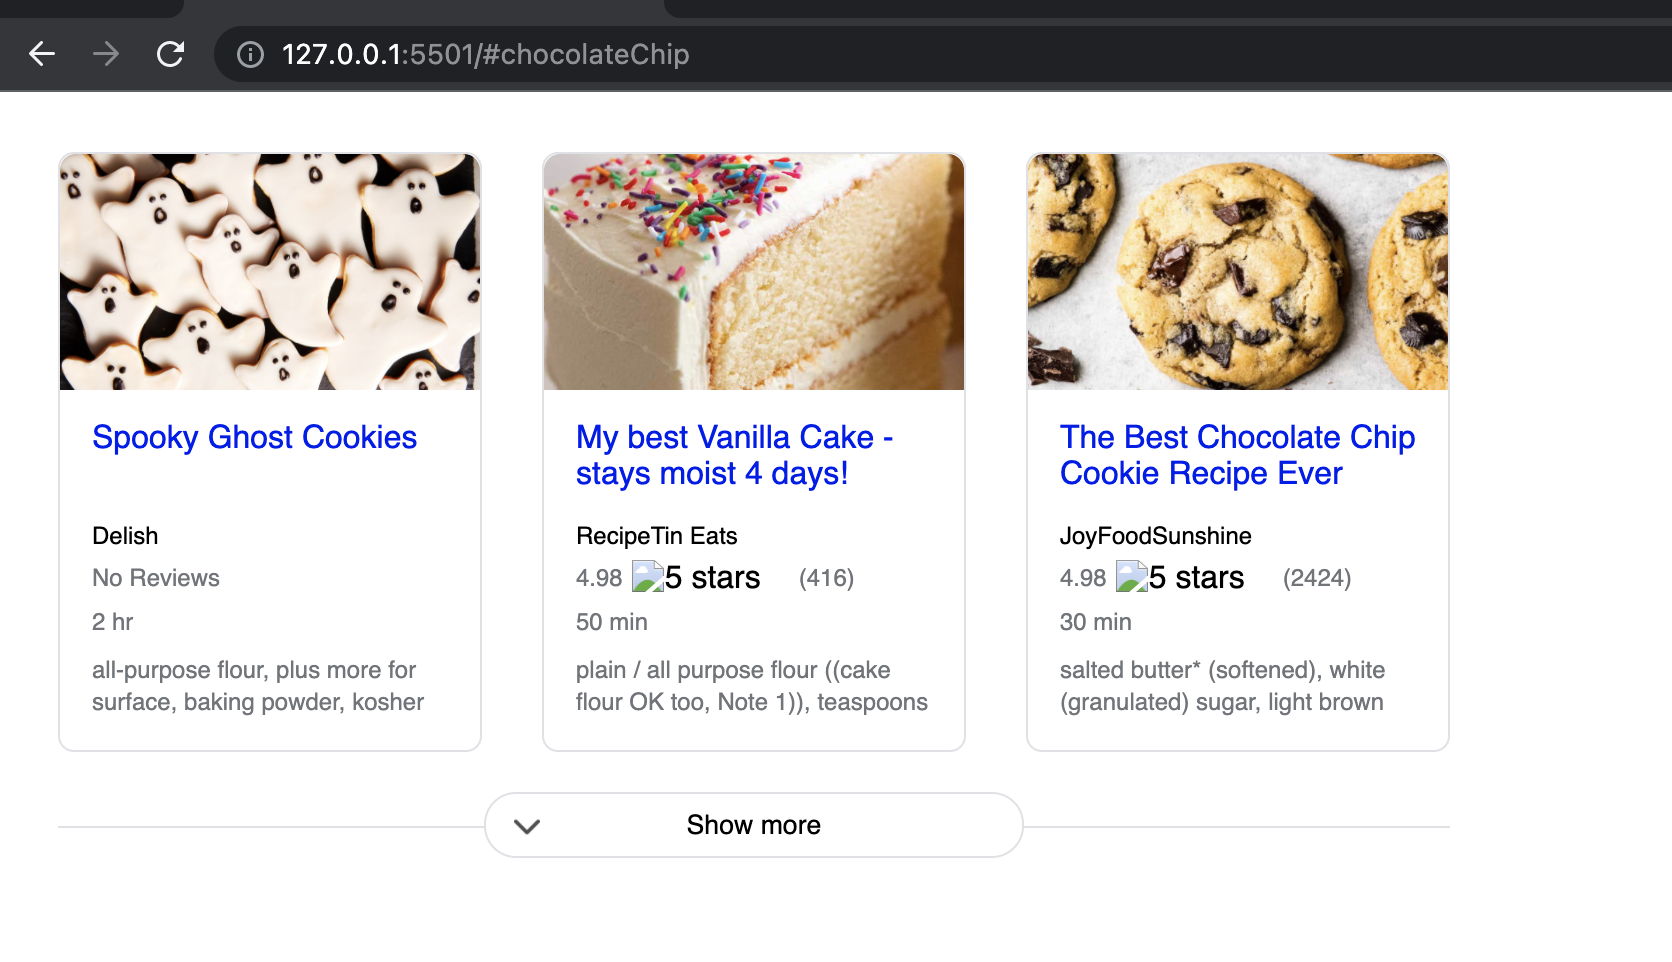 127.0.0.1:5501/#chocolateChip
Spooky Ghost Cookies
Delish
No Reviews
2 hr
all-purpose flour, plus more for
surface, baking powder, kosher
My best Vanilla Cake -
stays moist 4 days!
RecipeTin Eats
4.98 5 stars (416)
50 min
plain / all purpose flour ((cake
flour OK too, Note 1)), teaspoons
The Best Chocolate Chip
Cookie Recipe Ever
JoyFoodSunshine
4.98 5 stars (2424)
30 min
salted butter* (softened), white
(granulated) sugar, light brown
Show more